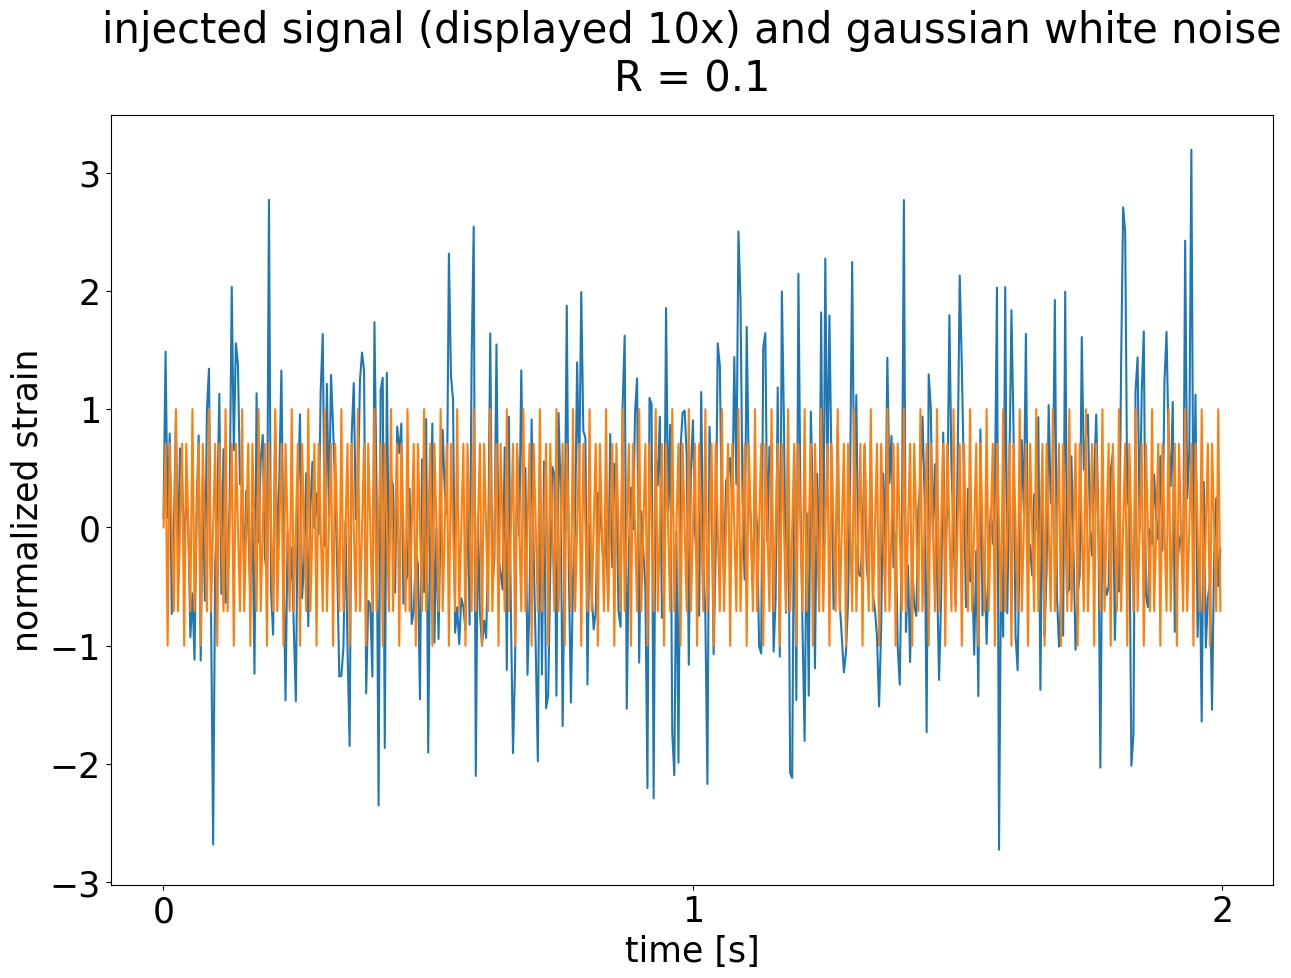 injected signal (displayed 10x) and gaussian white noise
R = 0.1
3
2
1
0
−1
−2
−3
normalized strain
0
1
2
time [s]